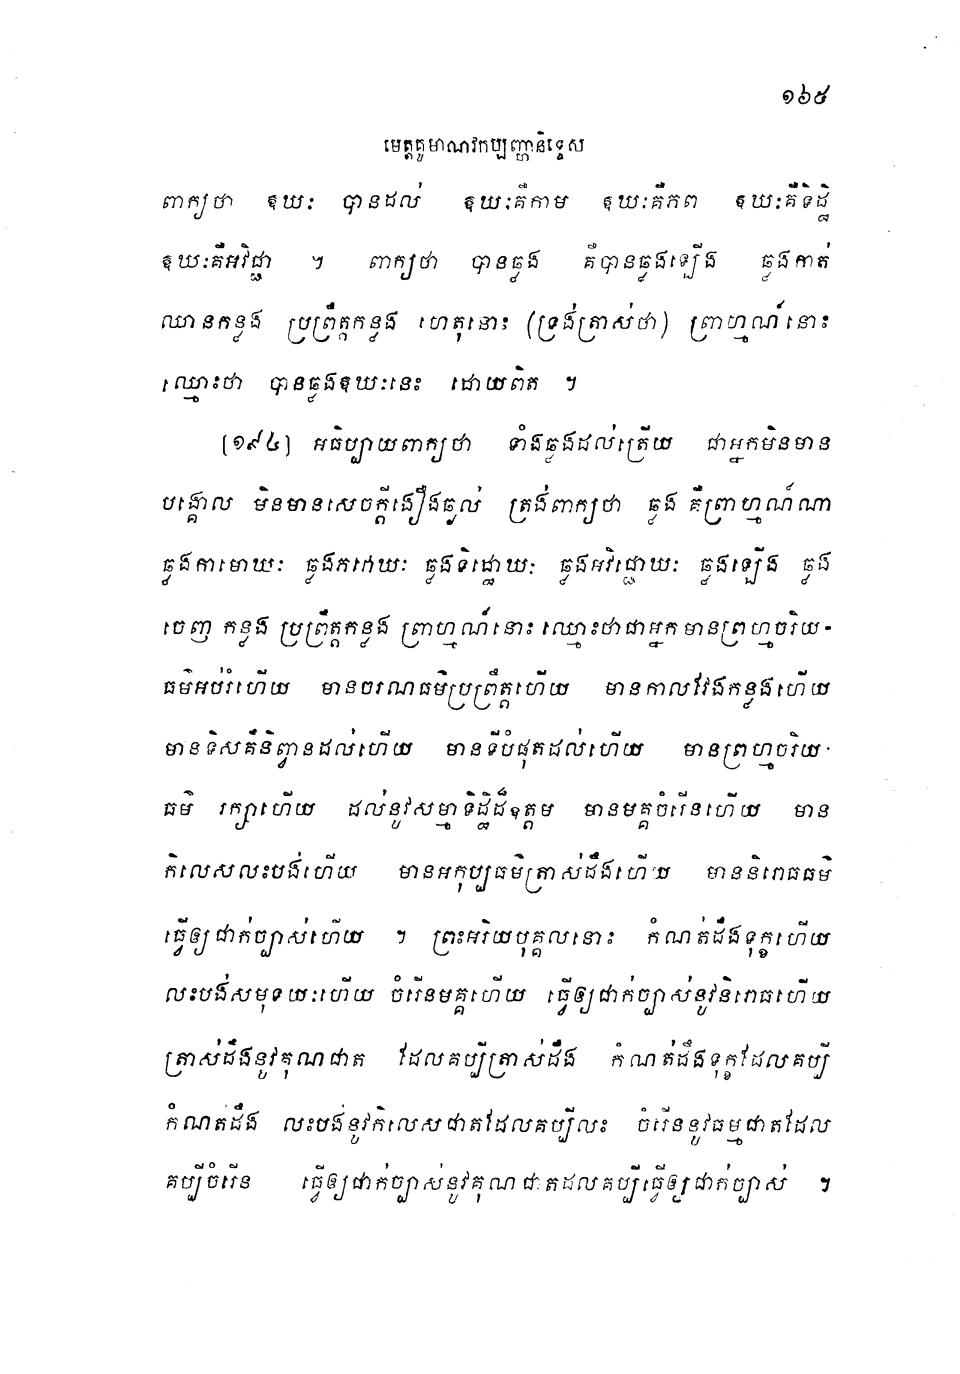 ១៦៥
មេត្តគូមាណវកប្បញ្ហានិទ្ទេស
ពាក្យថា ឱឃៈ បានដល់ ឱឃៈគឺកាម ឱឃៈគឺភព ឱឃៈគឺទិដ្ឋិ
ឱឃៈគឺអវិជ្ជា ។ ពាក្យថា បានឆ្លង គឺបានឆ្លងឡើង ឆ្លងកាត់
ឈានកន្លង ប្រព្រឹត្តកន្លង ហេតុនោះ (ទ្រង់ត្រាស់ថា) ព្រាហ្មណ៍នោះ
ឈ្មោះថា បានឆ្លងឱឃៈនេះ ដោយពិត ។
(១៩៤) អធិប្បាយពាក្យថា ទាំងឆ្លងដល់ត្រើយ ជាអ្នកមិនមាន
បង្គោល មិនមានសេចក្តីងឿងឆ្ងល់ ត្រង់ពាក្យថា ឆ្លង គឺព្រាហ្មណ៍ណា
ឆ្លងកាមោឃៈ ឆ្លងភវោឃៈ ឆ្លងទិដ្ឋោឃៈ ឆ្លងអវិជ្ជោឃៈ ឆ្លងឡើង ឆ្លង
ចេញ កន្លង ប្រព្រឹត្តកន្លង ព្រាហ្មណ៍នោះ ឈ្មោះថាជាអ្នកមានព្រហ្មចរិយ-
ធម៌អប់រំហើយ មានចរណធម៌ប្រព្រឹត្តហើយ មានកាលវែងកន្លងហើយ
មានទិសគឺនិព្វានដល់ហើយ មានទីបំផុតដល់ហើយ មានព្រហ្មចរិយ-
ធម៌ រក្សាហើយ ដល់នូវសម្មាទិដ្ឋិដ៏ឧត្តម មានមគ្គចំរើនហើយ មាន
កិលេសលះបង់ហើយ មានអកុប្បធម៌ត្រាស់ដឹងហើយ មាននិរោធធម៌
ធ្វើឲ្យជាក់ច្បាស់ហើយ ។ ព្រះអរិយបុគ្គលនោះ កំណត់ដឹងទុក្ខហើយ
លះបង់សមុទយៈហើយ ចំរើនមគ្គហើយ ធ្វើឲ្យជាក់ច្បាស់នូវនិរោធហើយ
ត្រាស់ដឹងនូវគុណជាត ដែលគប្បីត្រាស់ដឹង កំណត់ដឹងទុក្ខដែលគប្បី
កំណត់ដឹង លះបង់នូវកិលេសជាតដែលគប្បីលះ ចំរើននូវធម្មជាតដែល
គប្បីចំរើន ធ្វើឲ្យជាក់ច្បាស់នូវគុណជាតដែលគប្បីធ្វើឲ្យជាក់ច្បាស់ ។